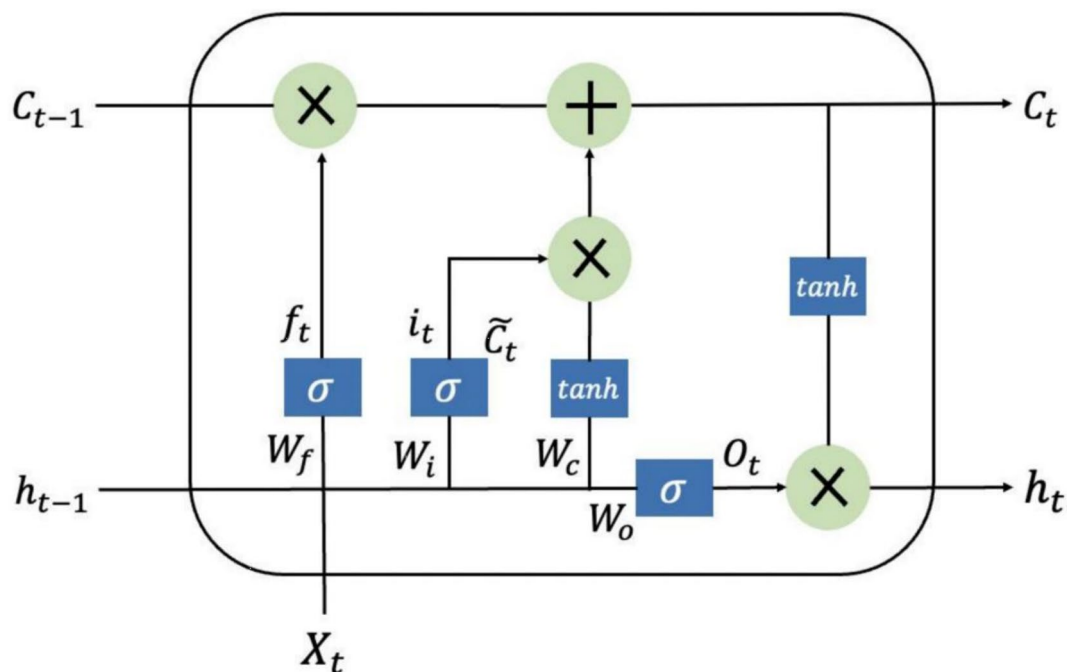 C_{t-1} × + C_t
×
tanh
f_t i_t C̃_t
σ σ tanh
W_f W_i W_c O_t
h_{t-1} σ × h_t
W_o
X_t